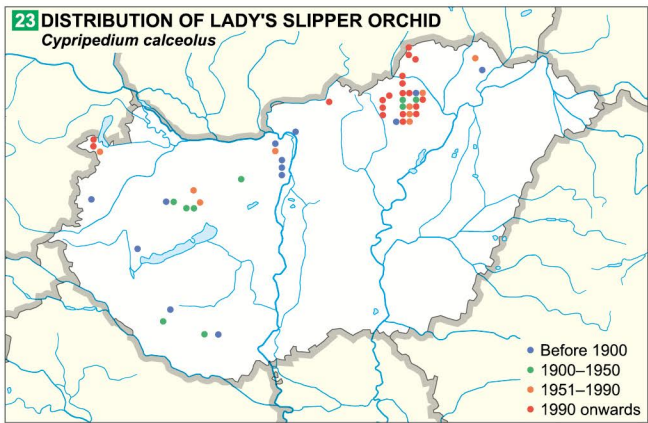 23 DISTRIBUTION OF LADY'S SLIPPER ORCHID
Cypripedium calceolus
Before 1900
1900–1950
1951–1990
1990 onwards